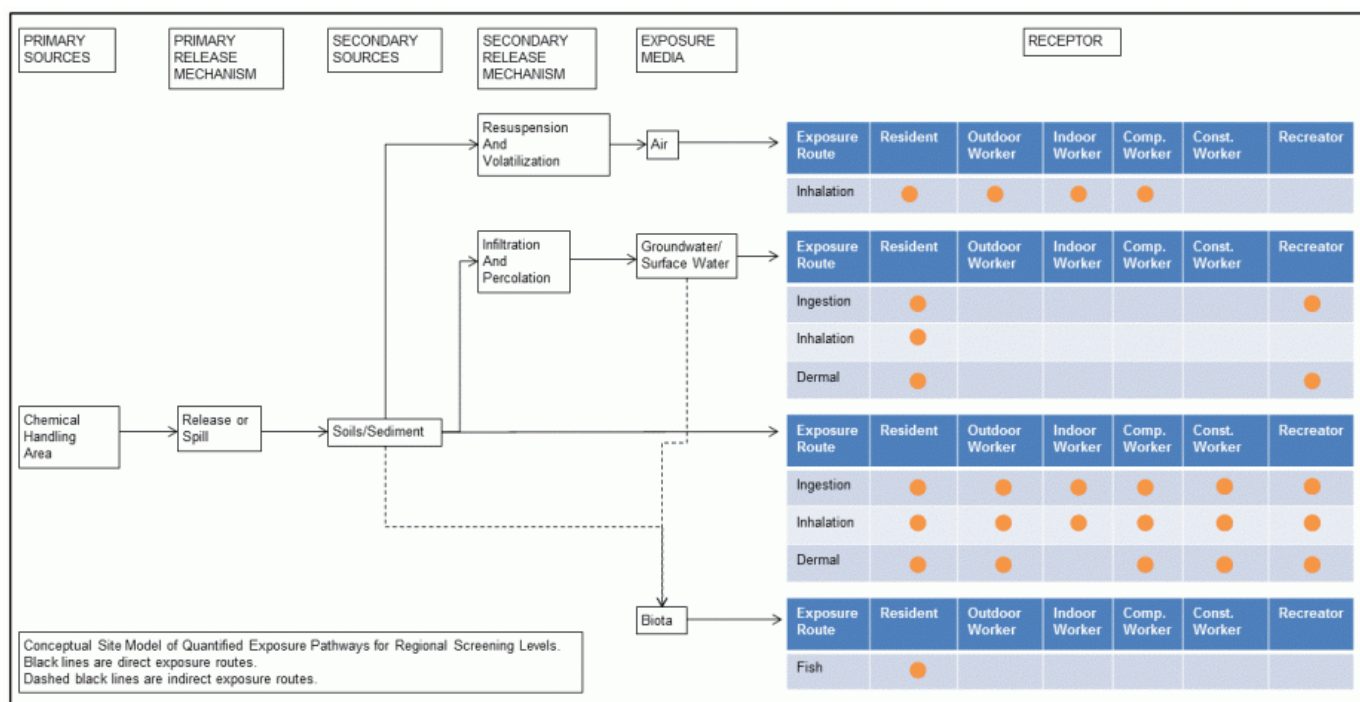 PRIMARY
SOURCES
PRIMARY
RELEASE
MECHANISM
SECONDARY
SOURCES
SECONDARY
RELEASE
MECHANISM
EXPOSURE
MEDIA
RECEPTOR
Resuspension
And
Volatilization
Air
Exposure
Route
Resident
Outdoor
Worker
Indoor
Worker
Comp.
Worker
Const.
Worker
Recreator
Inhalation
Infiltration
And
Percolation
Groundwater/
Surface Water
Exposure
Route
Resident
Outdoor
Worker
Indoor
Worker
Comp.
Worker
Const.
Worker
Recreator
Ingestion
Inhalation
Dermal
Chemical
Handling
Area
Release or
Spill
Soils/Sediment
Exposure
Route
Resident
Outdoor
Worker
Indoor
Worker
Comp.
Worker
Const.
Worker
Recreator
Ingestion
Inhalation
Dermal
Biota
Exposure
Route
Resident
Outdoor
Worker
Indoor
Worker
Comp.
Worker
Const.
Worker
Recreator
Fish
Conceptual Site Model of Quantified Exposure Pathways for Regional Screening Levels.
Black lines are direct exposure routes.
Dashed black lines are indirect exposure routes.